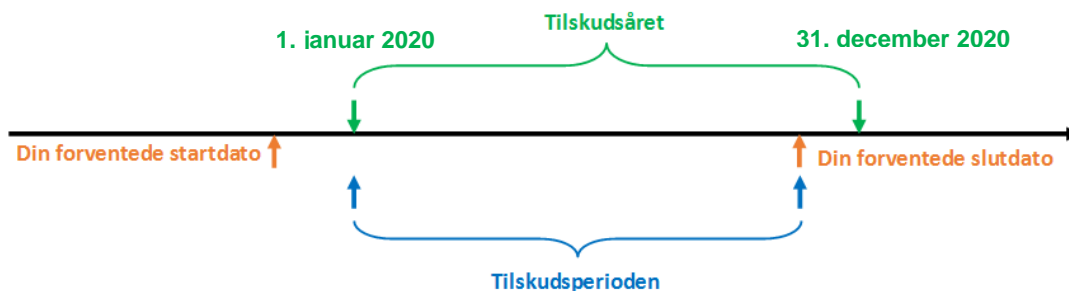 Tilskudsåret
1. januar 2020
31. december 2020
Din forventede startdato
Din forventede slutdato
Tilskudsperioden